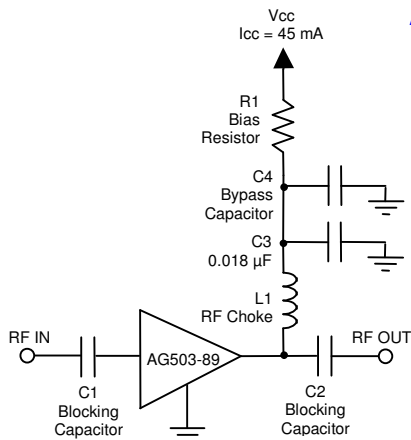 Vcc
Icc = 45 mA
R1
Bias
Resistor
C4
Bypass
Capacitor
C3
0.018 µF
L1
RF Choke
RF IN
AG503-89
RF OUT
C1
Blocking
Capacitor
C2
Blocking
Capacitor